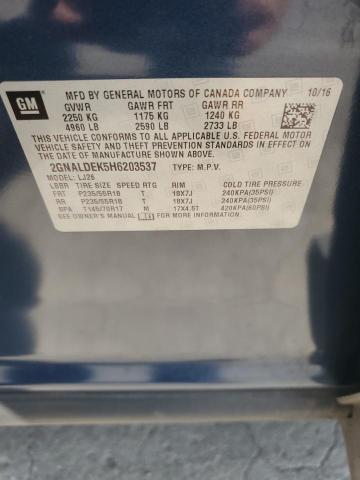 GM
MFD BY GENERAL MOTORS OF CANADA COMPANY 10/16
GVWR GAWR FRT GAWR RR
2250 KG 1175 KG 1240 KG
4960 LB 2590 LB 2733 LB
THIS VEHICLE CONFORMS TO ALL APPLICABLE U.S. FEDERAL MOTOR
VEHICLE SAFETY AND THEFT PREVENTION STANDARDS IN EFFECT ON
THE DATE OF MANUFACTURE SHOWN ABOVE.
2GNALDEK5H6203537 TYPE: M.P.V.
MODEL: LJ26
LBBR TIRE SIZE SPD RTG RIM COLD TIRE PRESSURE
FRT P235/55R18 T 18X7J 240KPA(35PSI)
RR P235/55R18 T 18X7J 240KPA(35PSI)
SPA T145/70R17 M 17X4.5T 420KPA(60PSI)
SEE OWNER'S MANUAL FOR MORE INFORMATION.